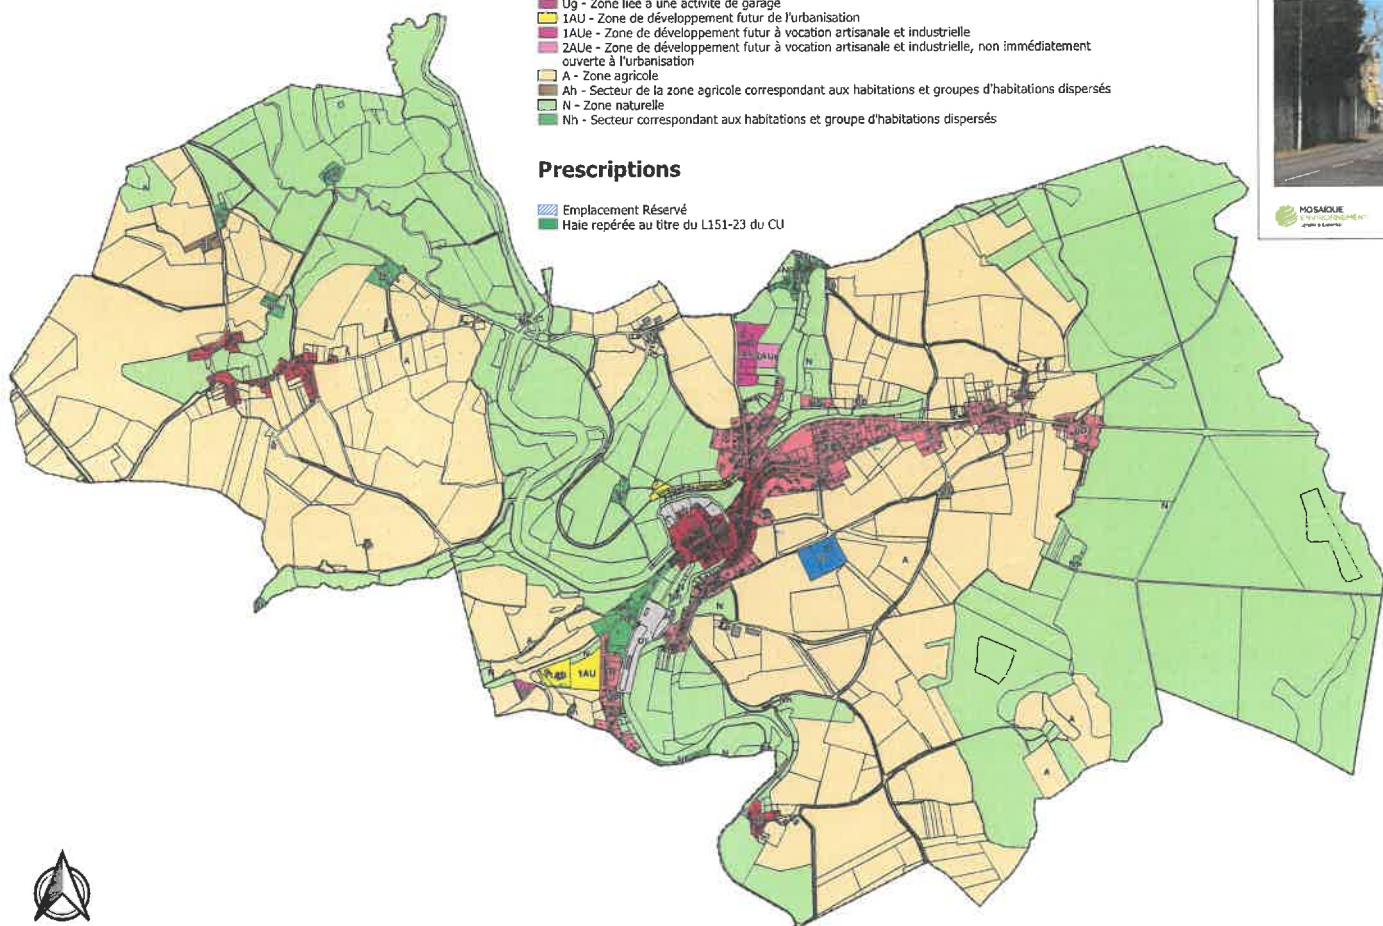 Ug - Zone liée à une activité de garage
1AU - Zone de développement futur de l'urbanisation
1AUe - Zone de développement futur à vocation artisanale et industrielle
2AUe - Zone de développement futur à vocation artisanale et industrielle, non immédiatement
ouverte à l'urbanisation
A - Zone agricole
Ah - Secteur de la zone agricole correspondant aux habitations et groupes d'habitations dispersés
N - Zone naturelle
Nh - Secteur correspondant aux habitations et groupe d'habitations dispersés
Prescriptions
Emplacement Réservé
Haie repérée au titre du L151-23 du CU
MOSAIQUE
ENVIRONNEMENT
N
A
A
N
A
N
N
1AU
N
N
A
A